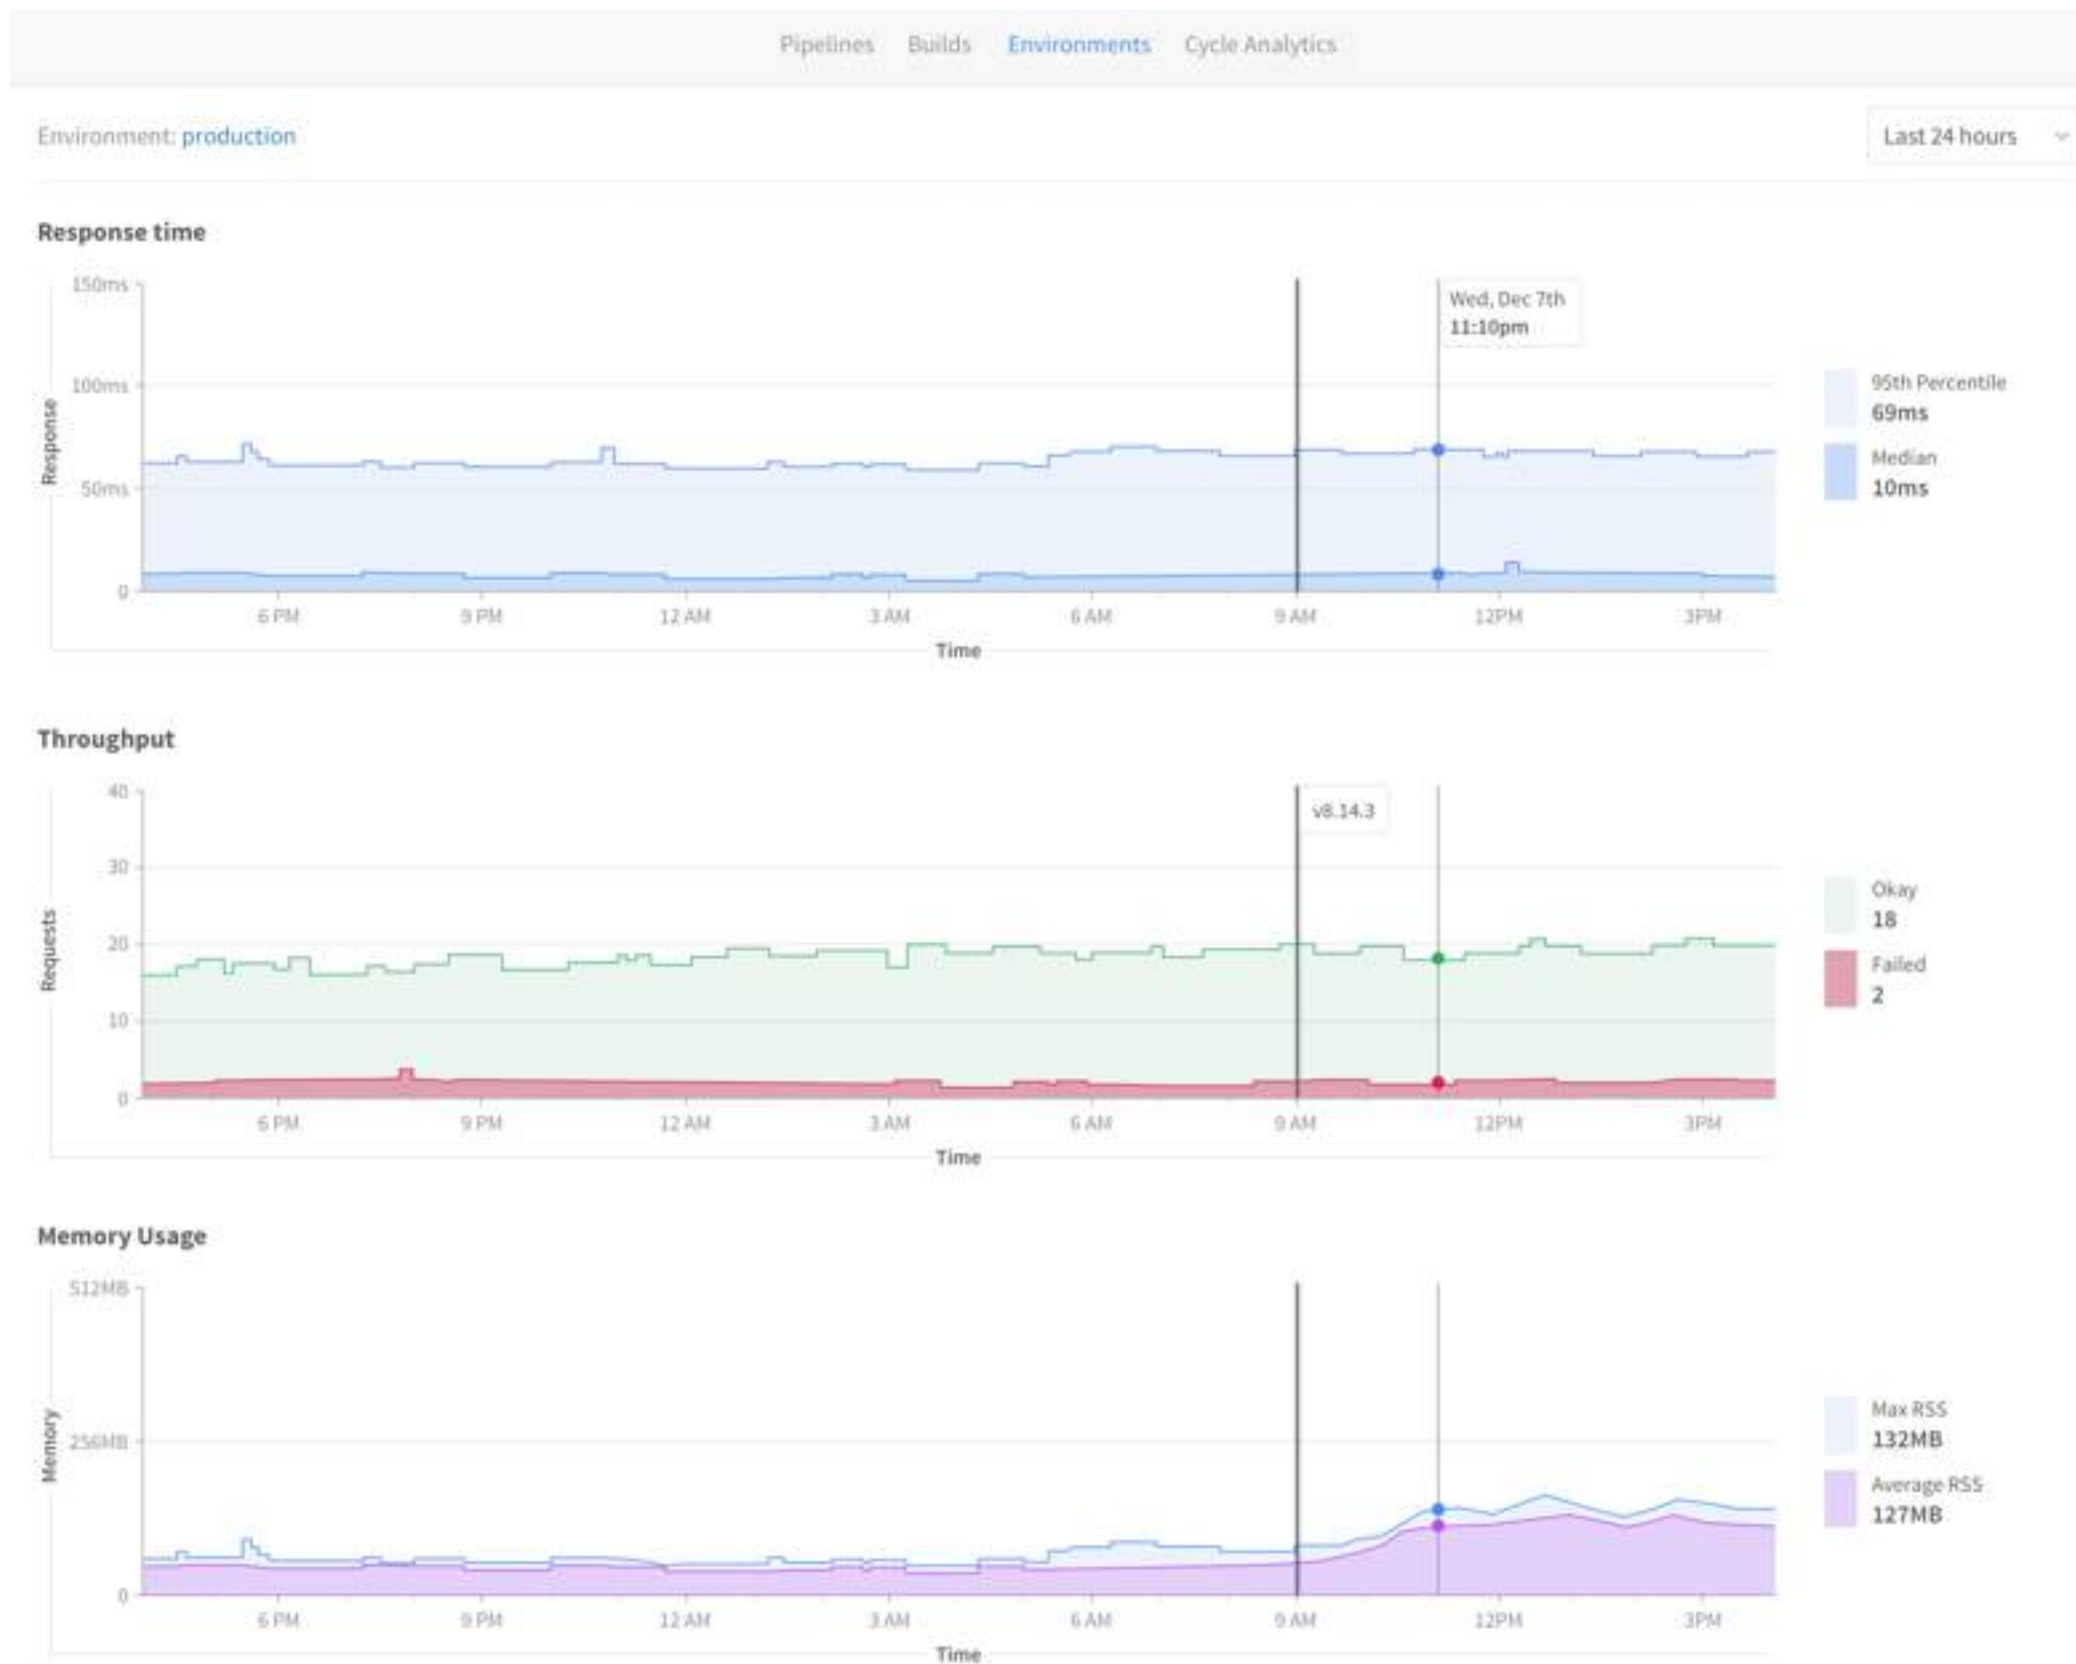 Pipelines Builds Environments Cycle Analytics
Environment: production
Last 24 hours
Response time
150ms
100ms
50ms
0
Response
Wed, Dec 7th
11:10pm
95th Percentile
69ms
Median
10ms
6 PM 9 PM 12 AM 3 AM 6 AM 9 AM 12PM 3PM
Time
Throughput
40
30
20
10
0
Requests
v8.14.3
Okay
18
Failed
2
6 PM 9 PM 12 AM 3 AM 6 AM 9 AM 12PM 3PM
Time
Memory Usage
512MB
256MB
0
Memory
Max RSS
132MB
Average RSS
127MB
6 PM 9 PM 12 AM 3 AM 6 AM 9 AM 12PM 3PM
Time